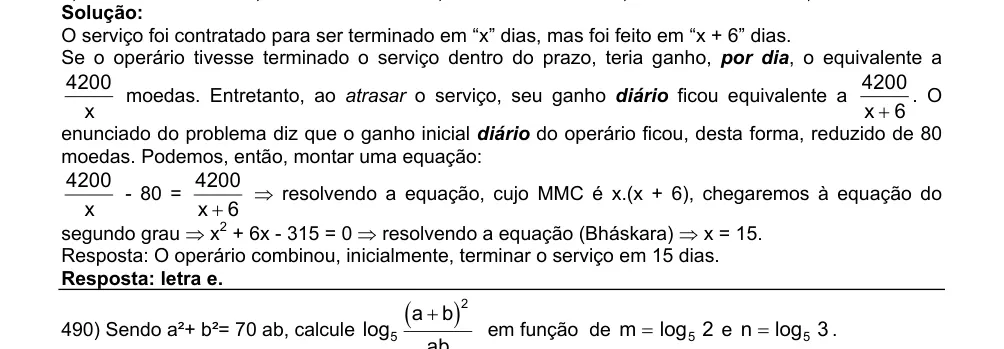 Solução:
O serviço foi contratado para ser terminado em “x” dias, mas foi feito em “x + 6” dias.
Se o operário tivesse terminado o serviço dentro do prazo, teria ganho, por dia, o equivalente a
4200/x moedas. Entretanto, ao atrasar o serviço, seu ganho diário ficou equivalente a 4200/(x + 6). O
enunciado do problema diz que o ganho inicial diário do operário ficou, desta forma, reduzido de 80
moedas. Podemos, então, montar uma equação:
4200/x - 80 = 4200/(x + 6) ⇒ resolvendo a equação, cujo MMC é x.(x + 6), chegaremos à equação do
segundo grau ⇒ x² + 6x - 315 = 0 ⇒ resolvendo a equação (Bháskara) ⇒ x = 15.
Resposta: O operário combinou, inicialmente, terminar o serviço em 15 dias.
Resposta: letra e.
490) Sendo a²+ b²= 70 ab, calcule log₅ (a + b)²/ab em função de m = log₅ 2 e n = log₅ 3.